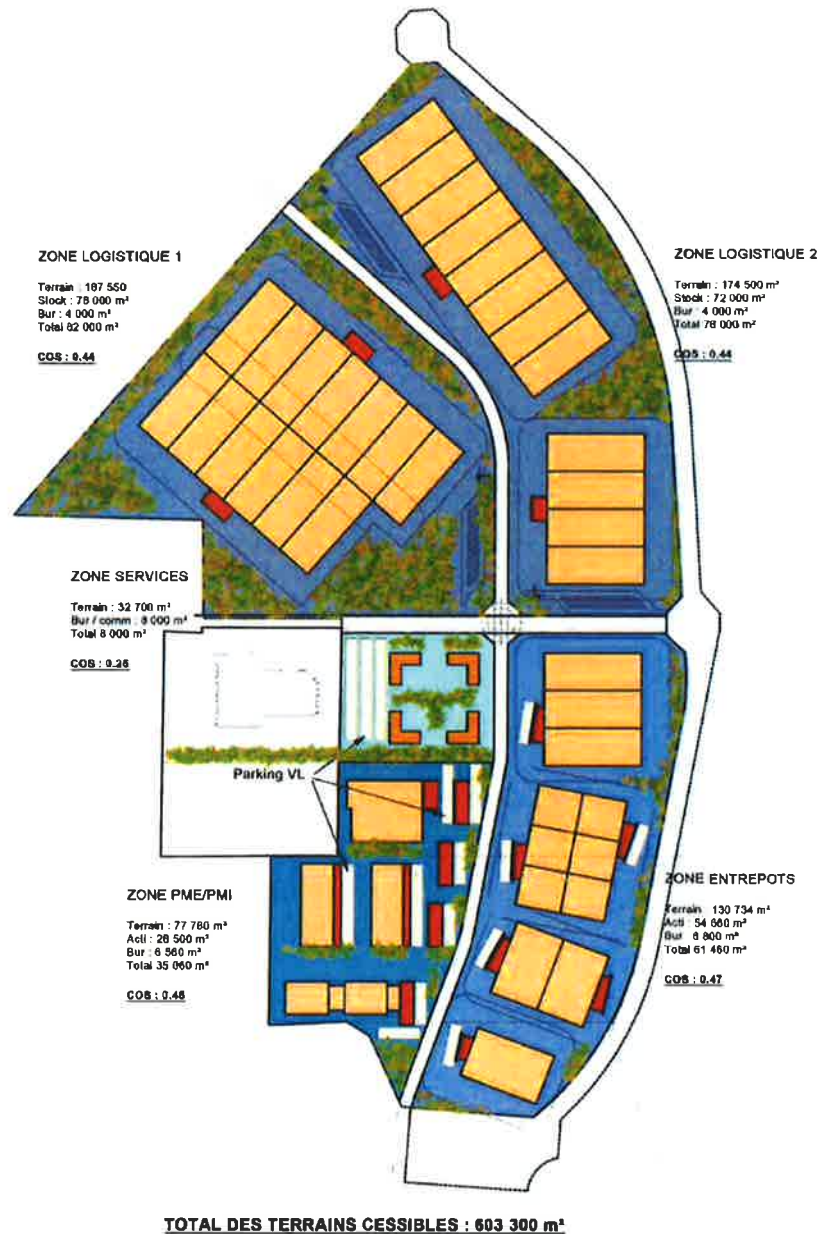 ZONE LOGISTIQUE 1
Terrain : 187 550
Stock : 78 000 m²
Bur : 4 000 m²
Total 82 000 m²
COS : 0.44
ZONE LOGISTIQUE 2
Terrain : 174 500 m²
Stock : 72 000 m²
Bur : 4 000 m²
Total 76 000 m²
COS : 0.44
ZONE SERVICES
Terrain : 32 700 m²
Bur / comm : 8 000 m²
Total 8 000 m²
COS : 0.25
Parking VL
ZONE PME/PMI
Terrain : 77 760 m²
Acti : 28 500 m²
Bur : 6 560 m²
Total 35 060 m²
COS : 0.45
ZONE ENTREPOTS
Terrain 130 734 m²
Acti : 54 660 m²
Bur 6 800 m²
Total 61 460 m²
COS : 0.47
TOTAL DES TERRAINS CESSIBLES : 603 300 m²